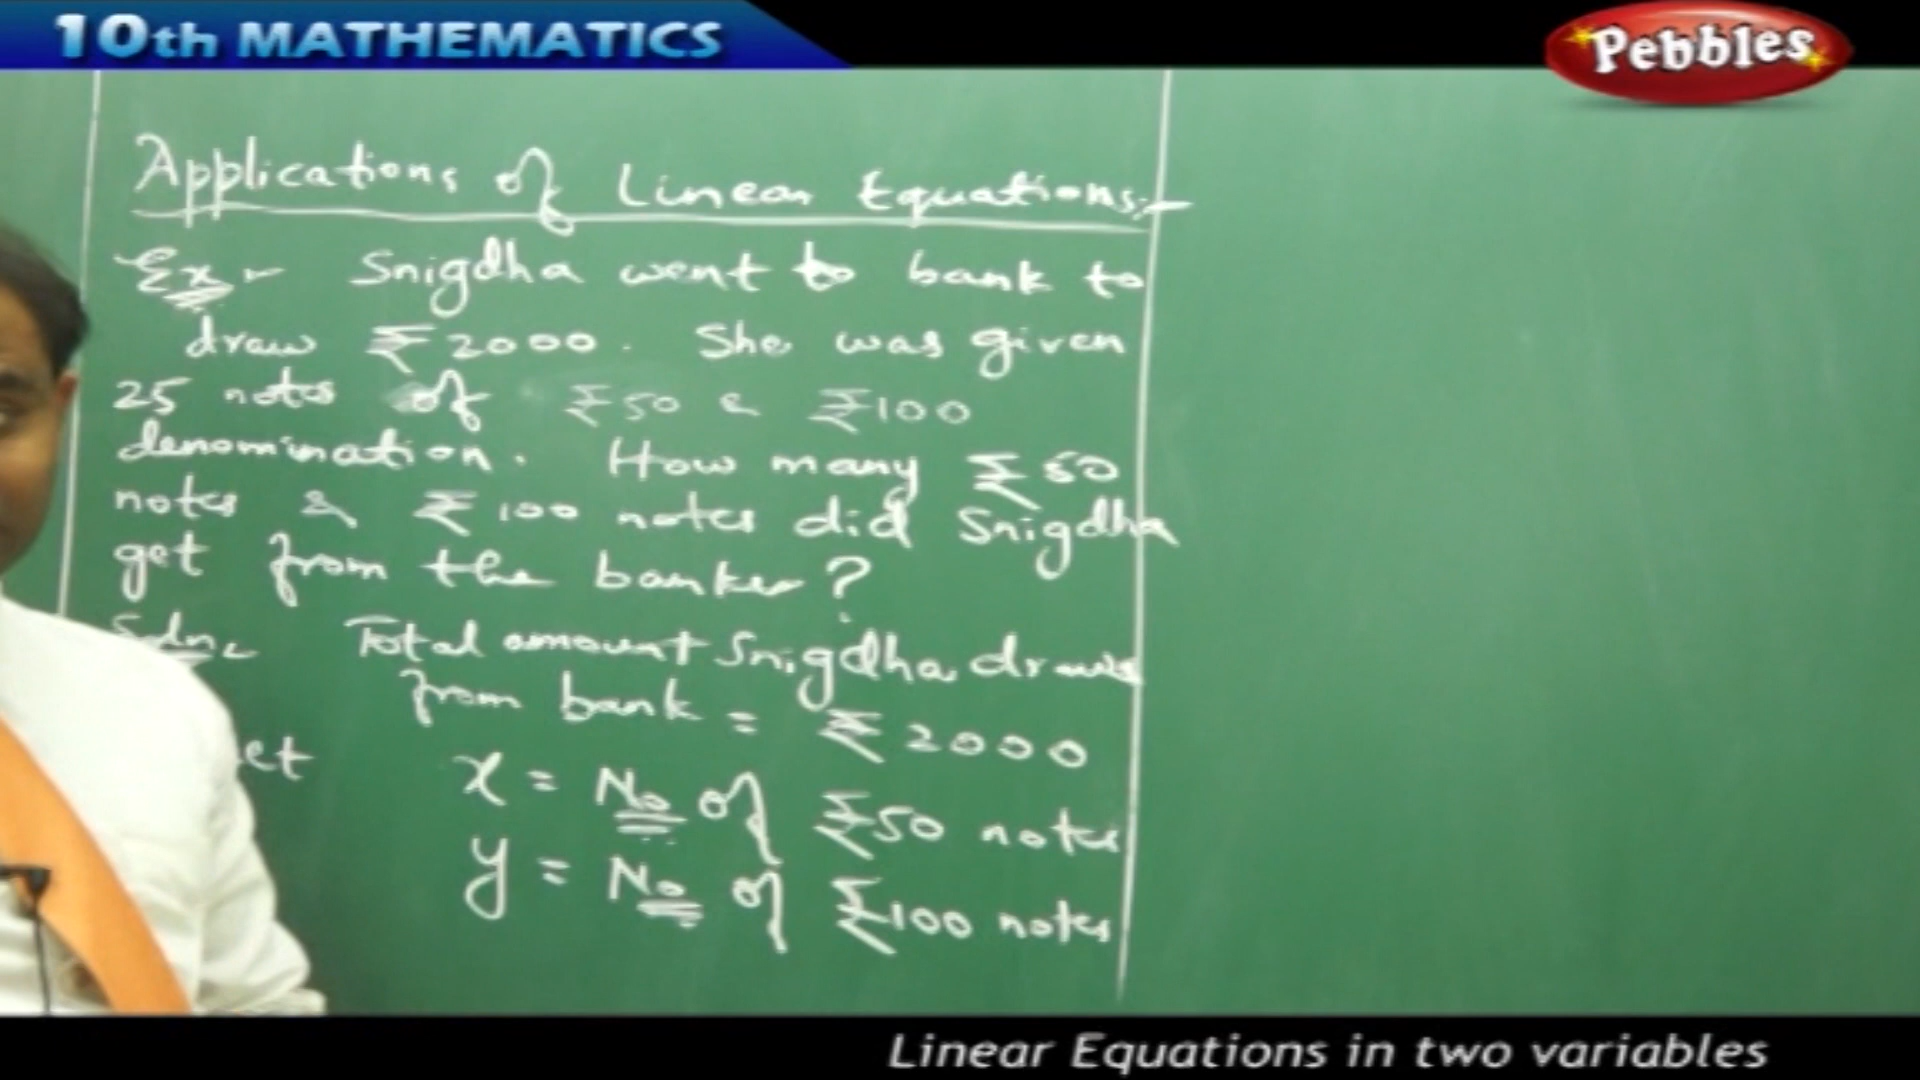 10th MATHEMATICS
Pebbles
Applications of Linear Equations:-
Ex:- Snigdha went to bank to
draw ₹2000. She was given
25 notes of ₹50 & ₹100
denomination. How many ₹50
notes & ₹100 notes did Snigdha
get from the banker?
Soln:- Total amount Snigdha draws
from bank = ₹2000
et x = No of ₹50 notes
y = No of ₹100 notes
Linear Equations in two variables